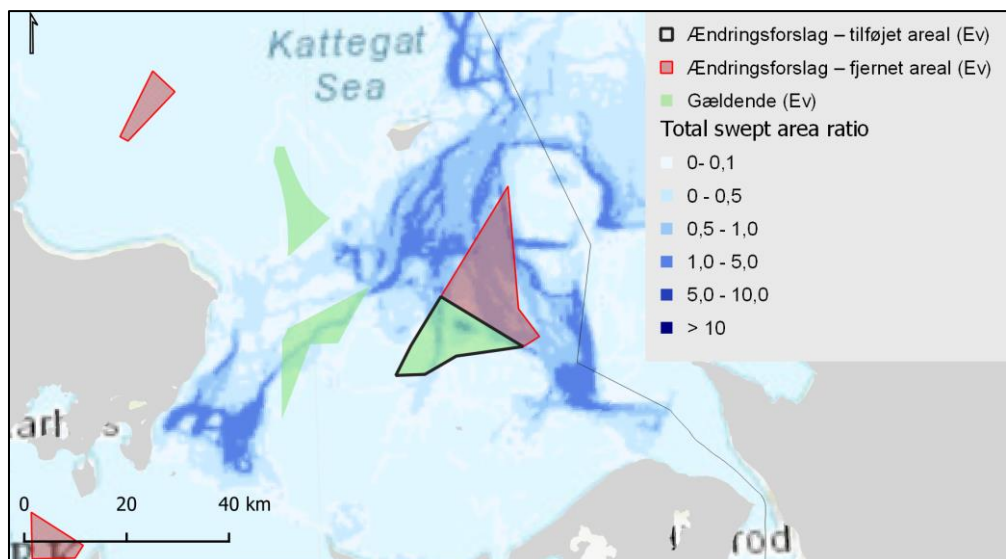 Kattegat
Sea
Ændringsforslag – tilføjet areal (Ev)
Ændringsforslag – fjernet areal (Ev)
Gældende (Ev)
Total swept area ratio
0- 0,1
0 - 0,5
0,5 - 1,0
1,0 - 5,0
5,0 - 10,0
> 10
0 20 40 km